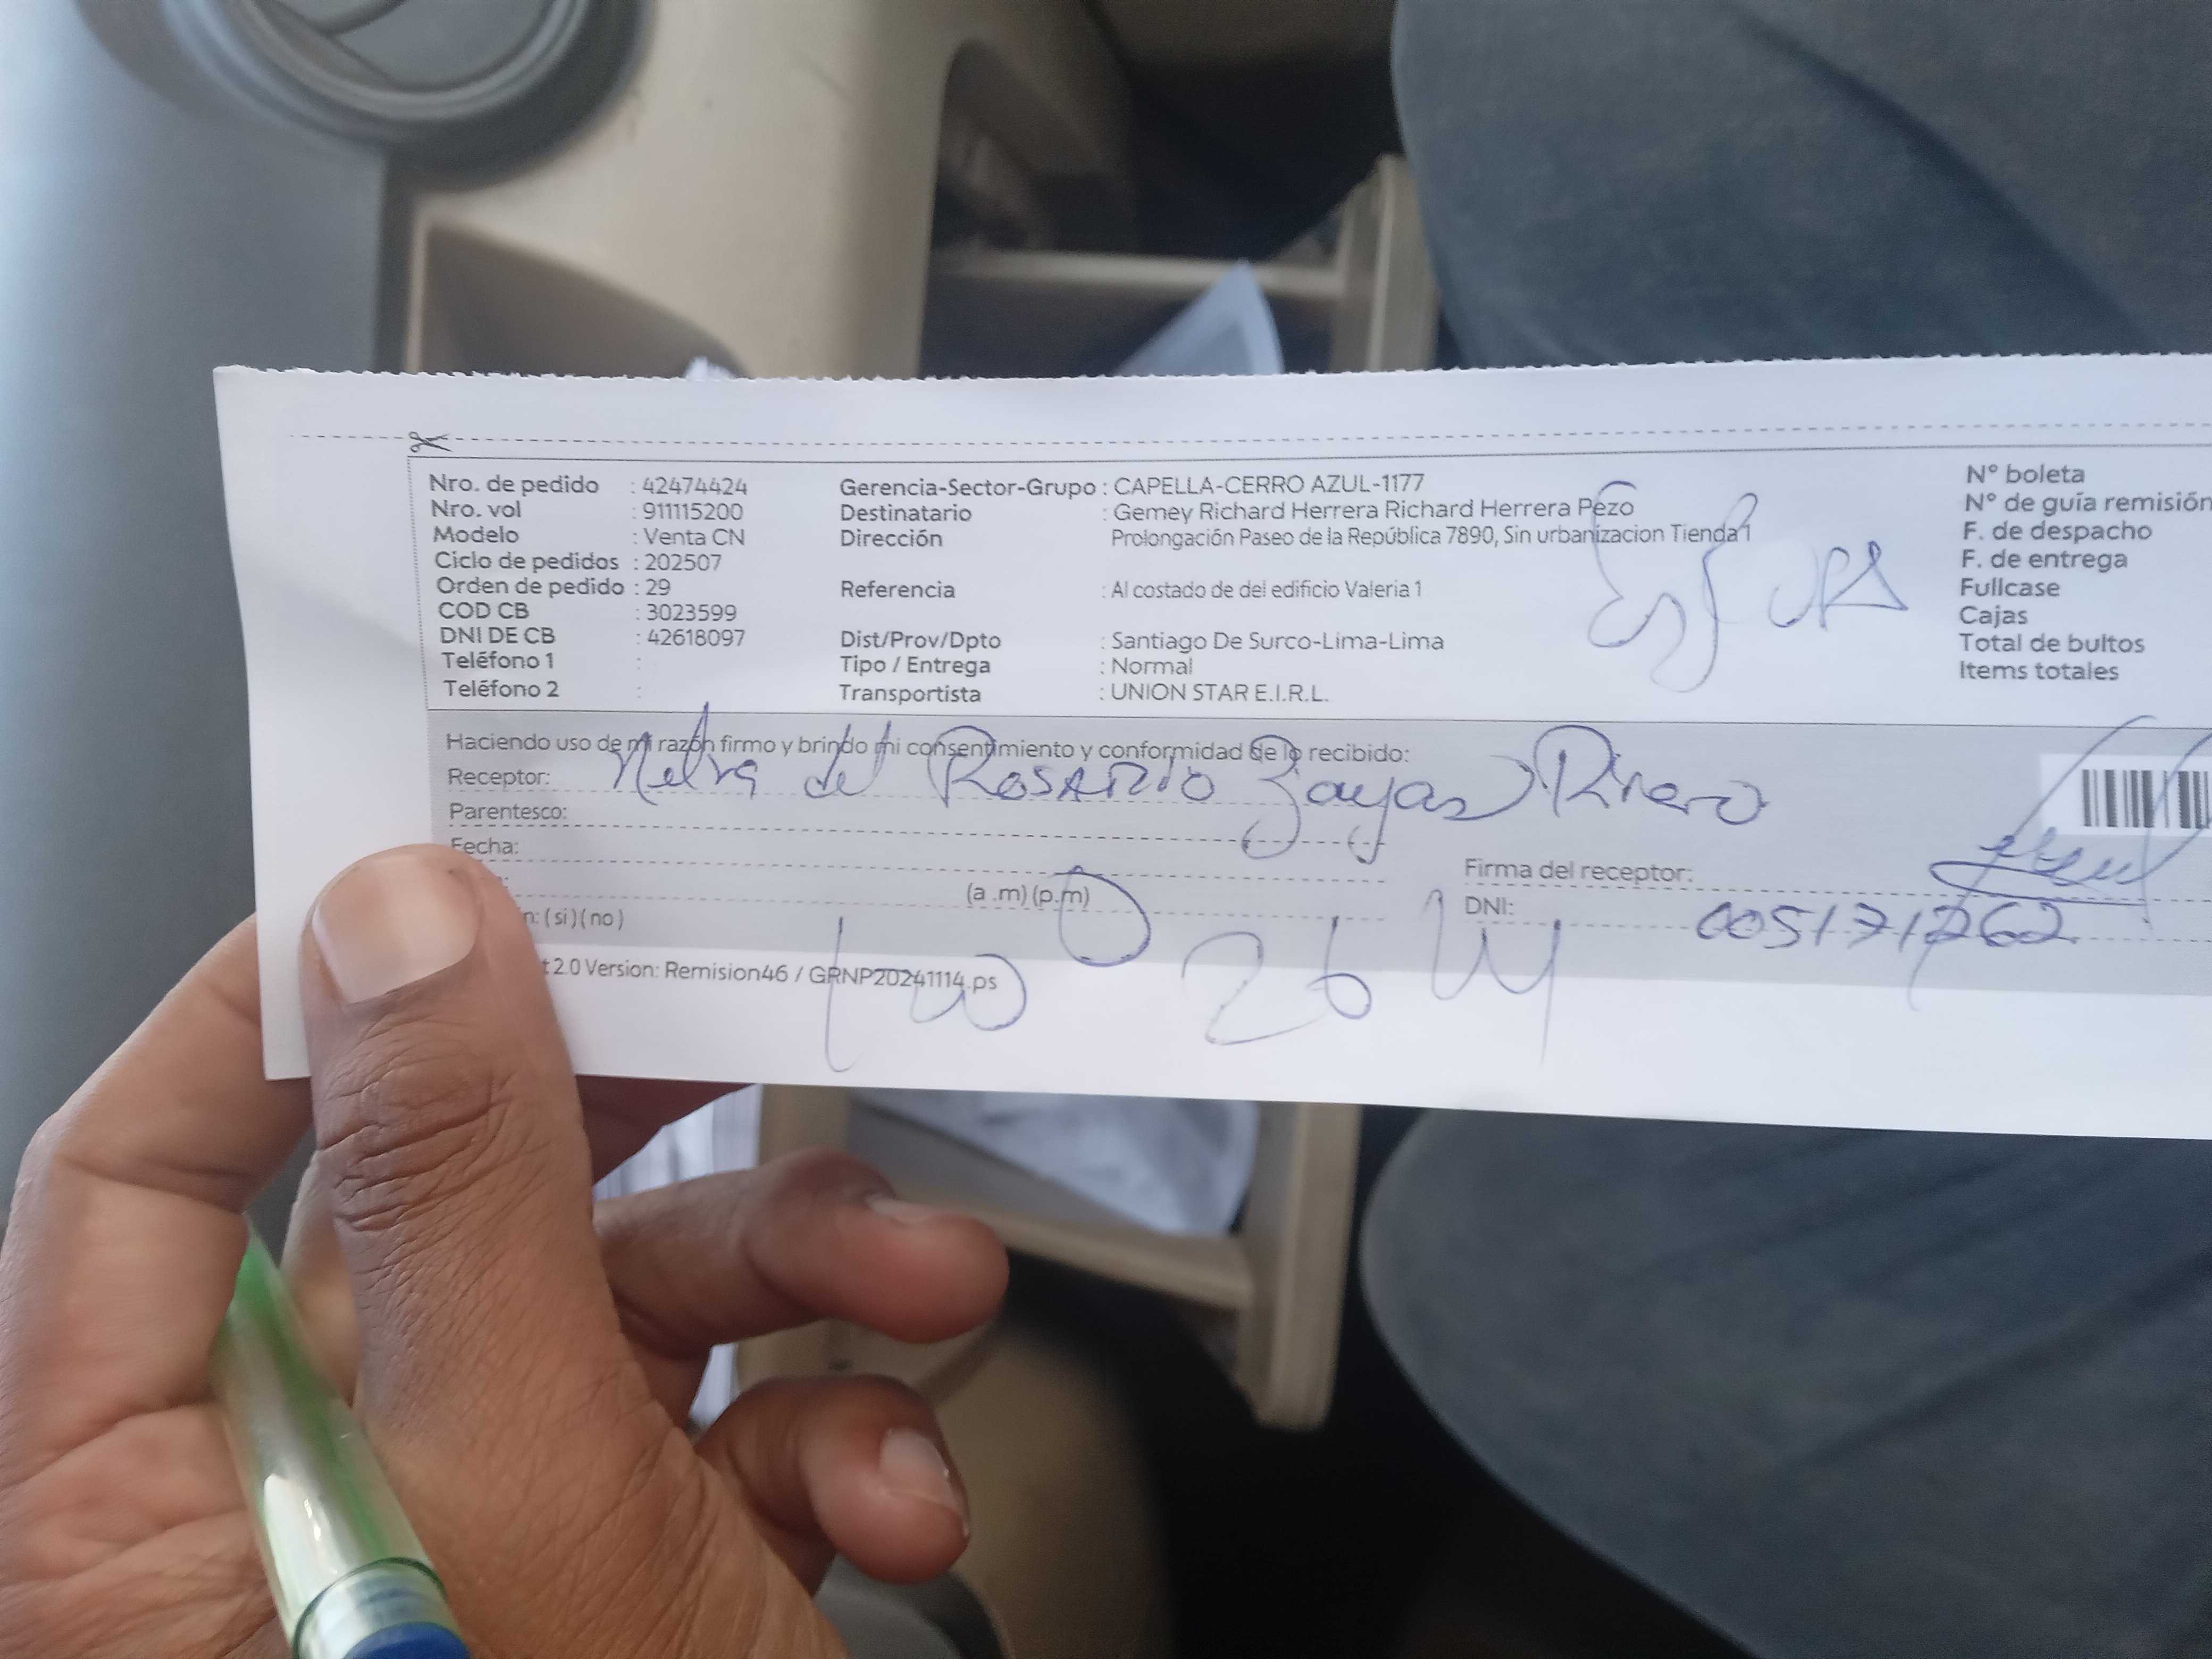 Nro. de pedido : 42474424
Nro. vol : 911115200
Modelo : Venta CN
Ciclo de pedidos : 202507
Orden de pedido : 29
COD CB : 3023599
DNI DE CB : 42618097
Teléfono 1 :
Teléfono 2 :
Gerencia-Sector-Grupo : CAPELLA-CERRO AZUL-1177
Destinatario : Gemey Richard Herrera Richard Herrera Pezo
Dirección Prolongación Paseo de la República 7890, Sin urbanizacion Tienda 1
Referencia : Al costado de del edificio Valeria 1
Dist/Prov/Dpto : Santiago De Surco-Lima-Lima
Tipo / Entrega : Normal
Transportista : UNION STAR E.I.R.L.
N° boleta
N° de guía remisión
F. de despacho
F. de entrega
Fullcase
Cajas
Total de bultos
Items totales
Haciendo uso de mi razón firmo y brindo mi consentimiento y conformidad de lo recibido:
Receptor: del ROSARIO Zayas Rivero
Parentesco:
Fecha:
(a .m) (p.m)
n: ( si ) ( no )
Firma del receptor:
DNI: 005171262
t 2.0 Version: Remision46 / GRNP20241114.ps